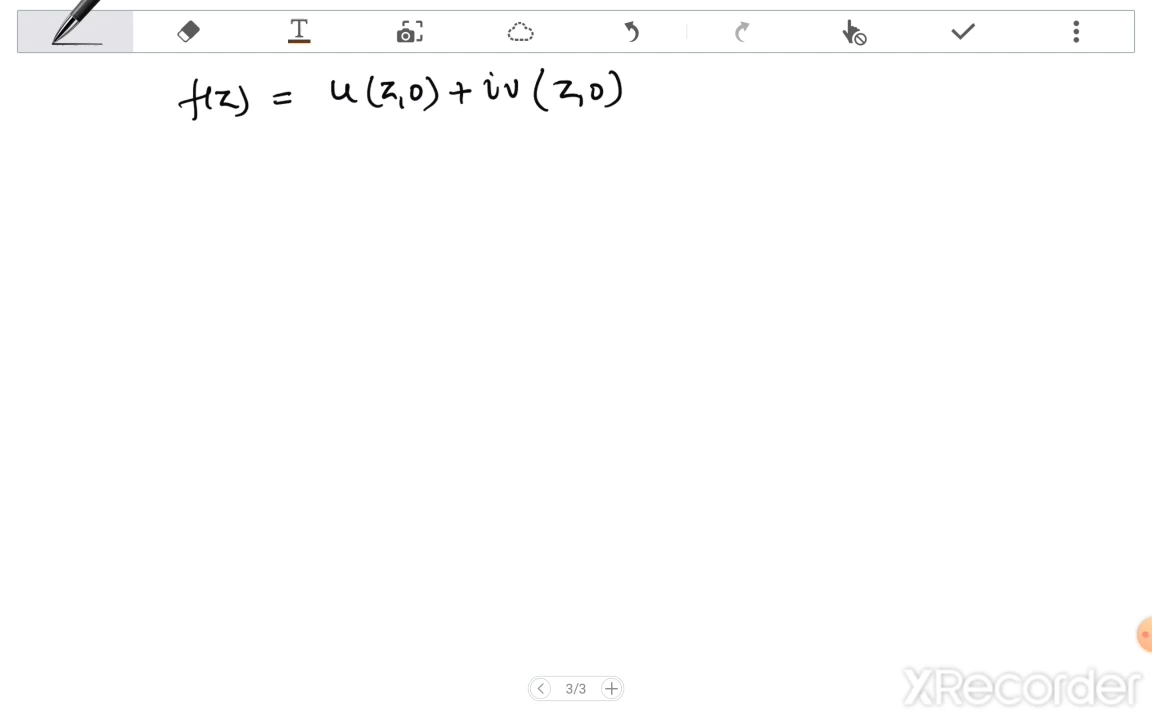 T
f(z) = u(z,0) + iv(z,0)
3/3
XRecorder